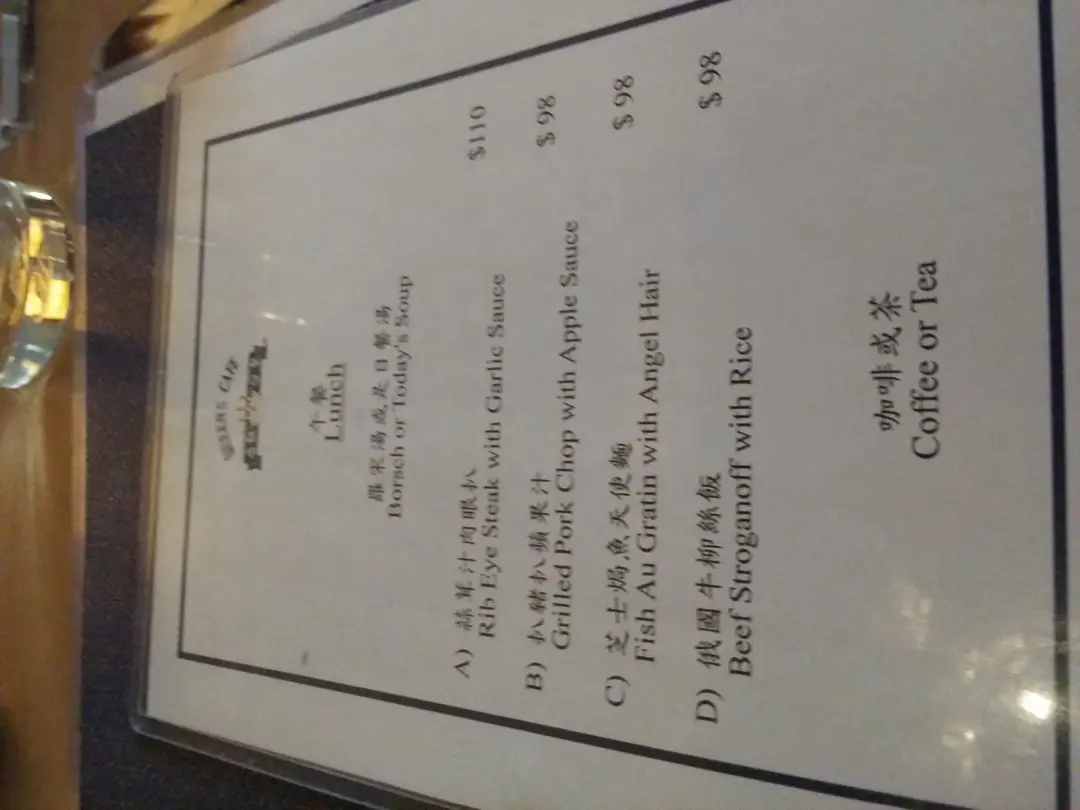 午餐
Lunch
羅宋湯或是日餐湯
Borsch or Today's Soup
A) 蒜茸汁肉眼扒 $110
Rib Eye Steak with Garlic Sauce
B) 扒豬扒蘋果汁 $98
Grilled Pork Chop with Apple Sauce
C) 芝士焗魚天使麵 $98
Fish Au Gratin with Angel Hair
D) 俄國牛柳絲飯 $98
Beef Stroganoff with Rice
咖啡或茶
Coffee or Tea